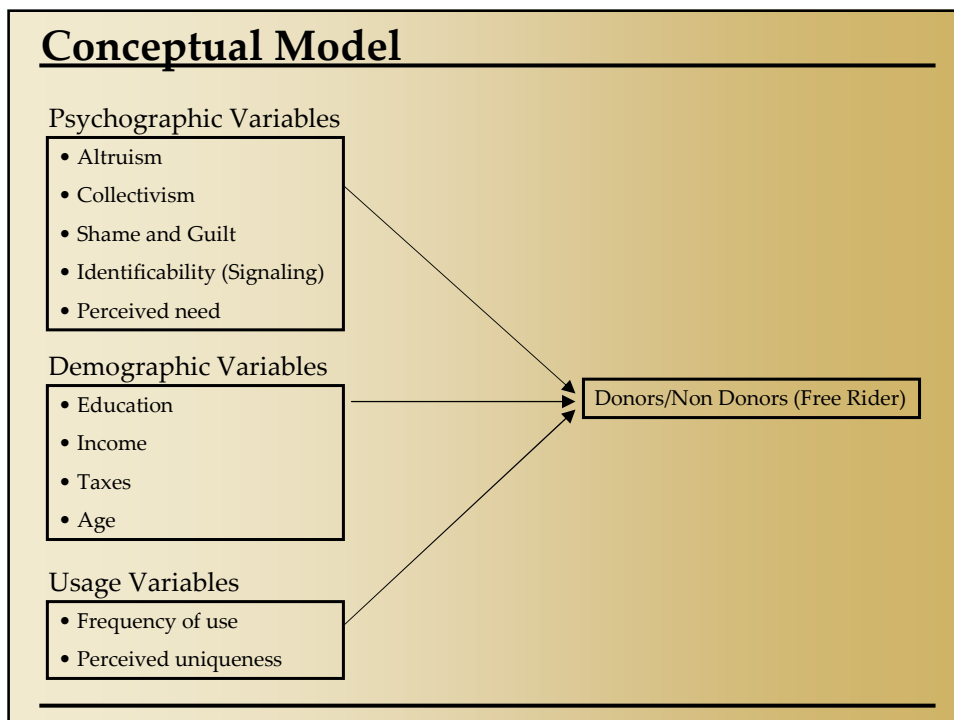 Conceptual Model
Psychographic Variables
• Altruism
• Collectivism
• Shame and Guilt
• Identificability (Signaling)
• Perceived need
Demographic Variables
• Education
• Income
• Taxes
• Age
Donors/Non Donors (Free Rider)
Usage Variables
• Frequency of use
• Perceived uniqueness